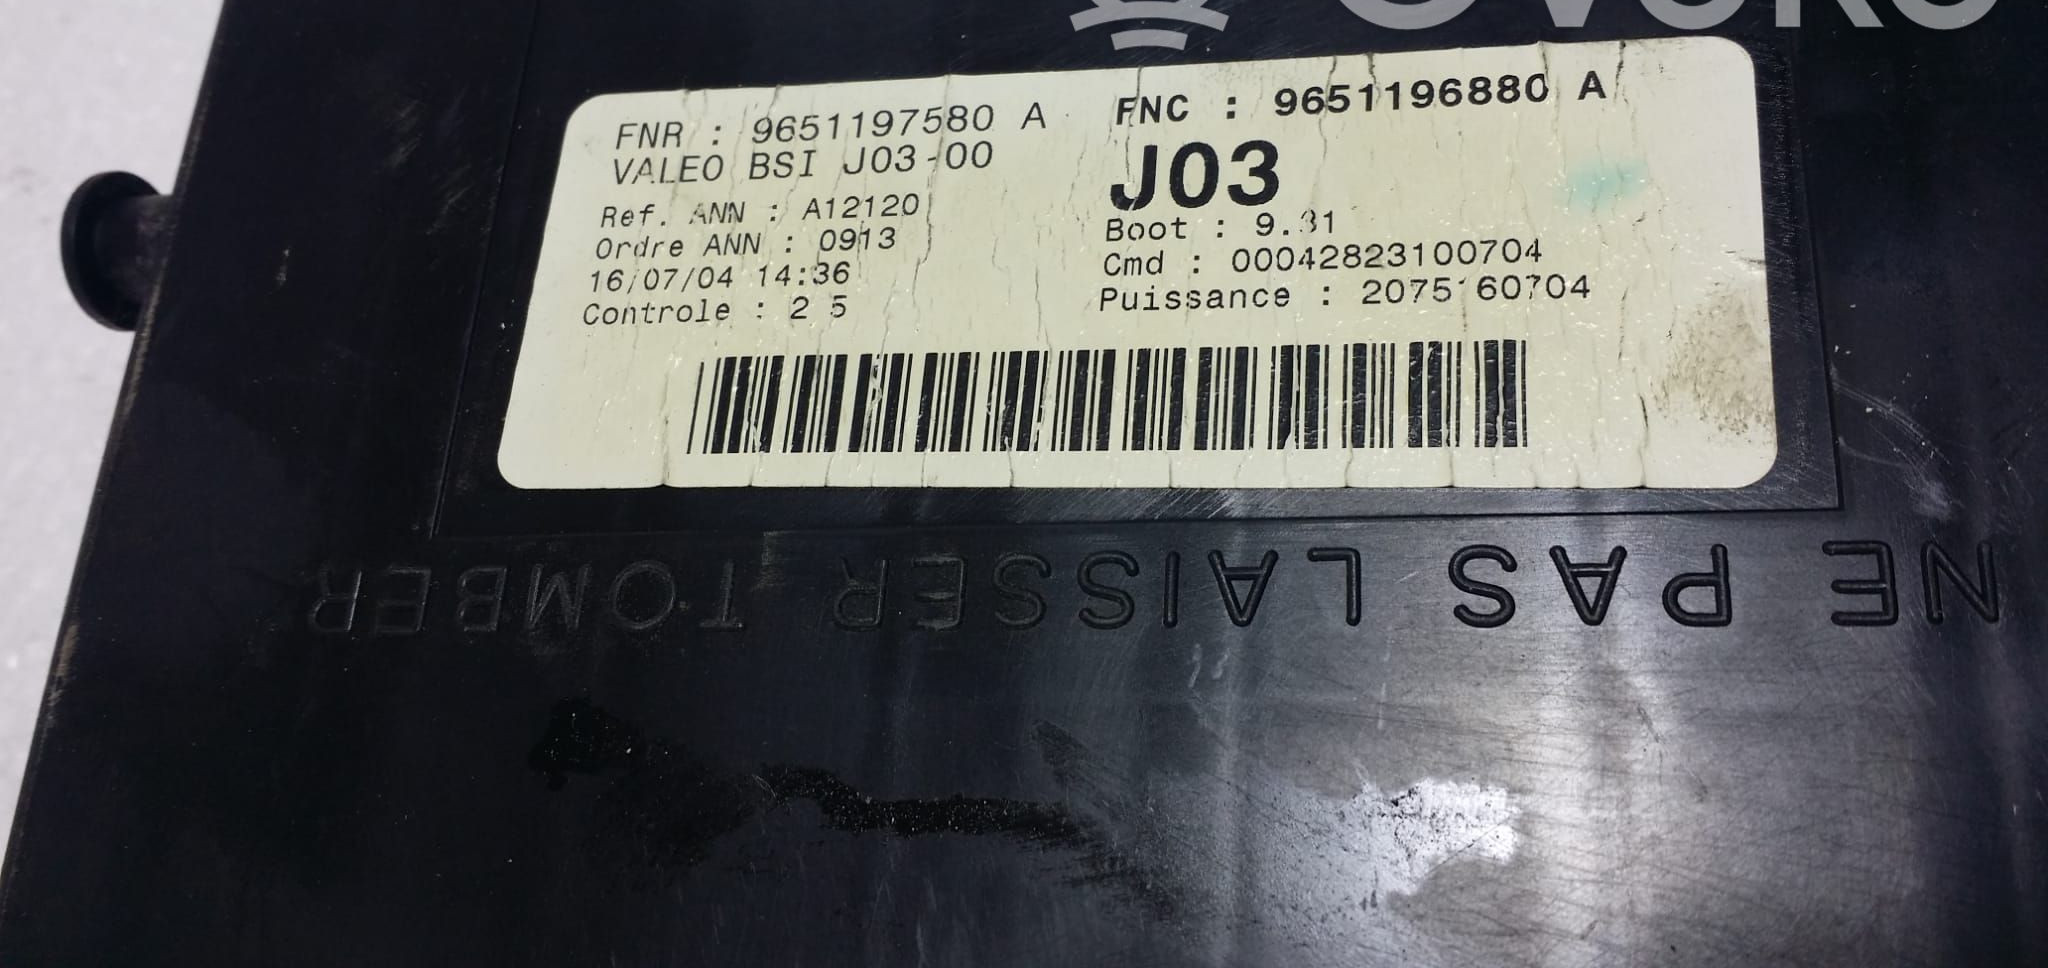 FNR : 9651197580 A
VALEO BSI J03-00
Ref. ANN : A12120
Ordre ANN : 0913
16/07/04 14:36
Controle : 2 5
FNC : 9651196880 A
J03
Boot : 9.31
Cmd : 00042823100704
Puissance :
NE PAS LAISSER TOMBER